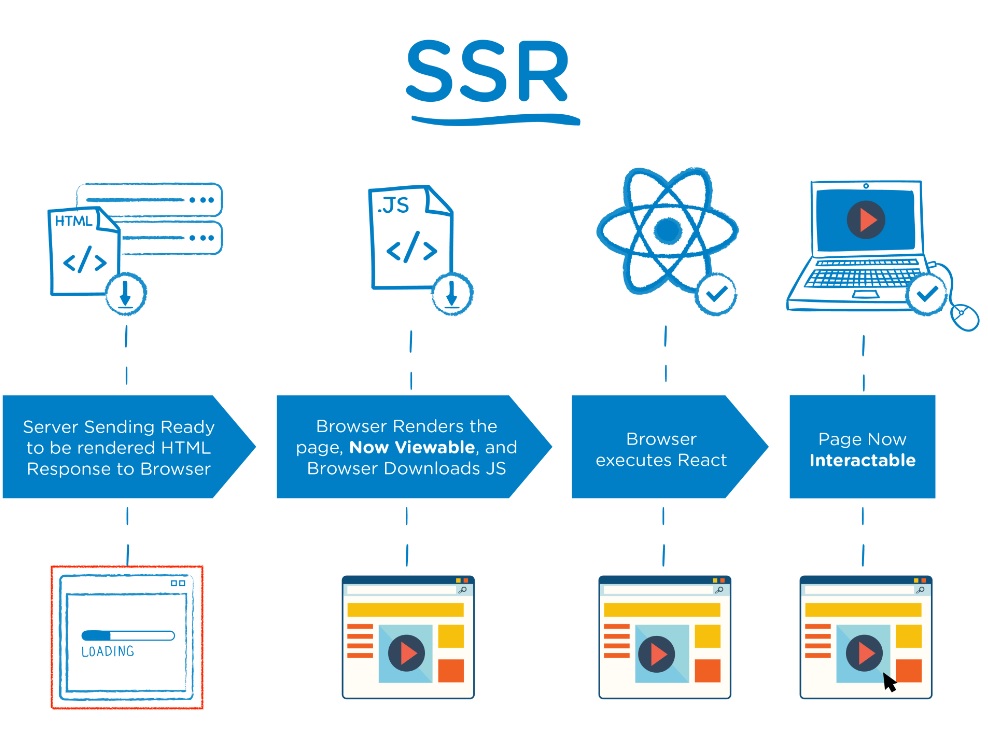 SSR
HTML
</>
.JS
</>
Server Sending Ready
to be rendered HTML
Response to Browser
Browser Renders the
page, Now Viewable, and
Browser Downloads JS
Browser
executes React
Page Now
Interactable
LOADING